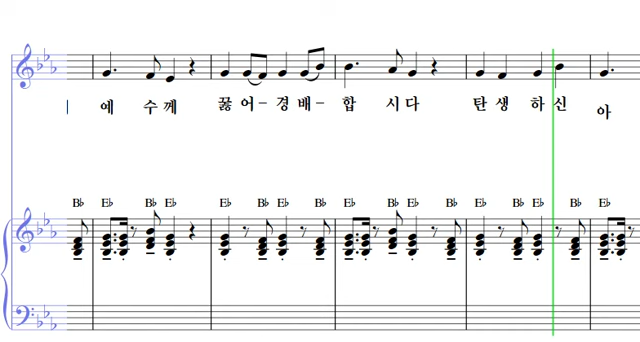 예 수께 꿇 어-경배- 합 시다 탄생 하신 아
B♭ E♭ B♭ E♭ E♭ B♭ E♭ B♭ E♭ B♭ E♭ B♭ E♭ B♭ E♭ B♭ E♭